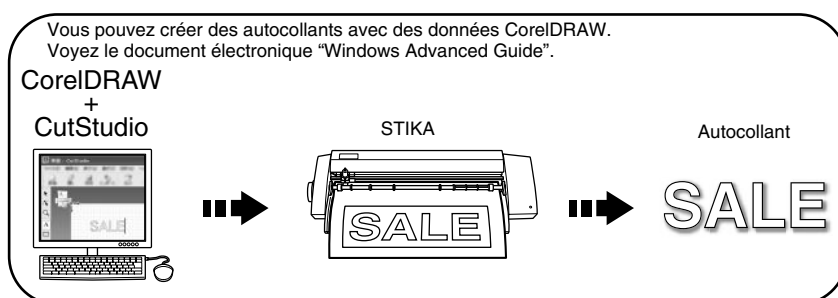 Vous pouvez créer des autocollants avec des données CorelDRAW.
Voyez le document électronique “Windows Advanced Guide”.
CorelDRAW
+
CutStudio
STIKA
Autocollant
SALE
SALE
SALE